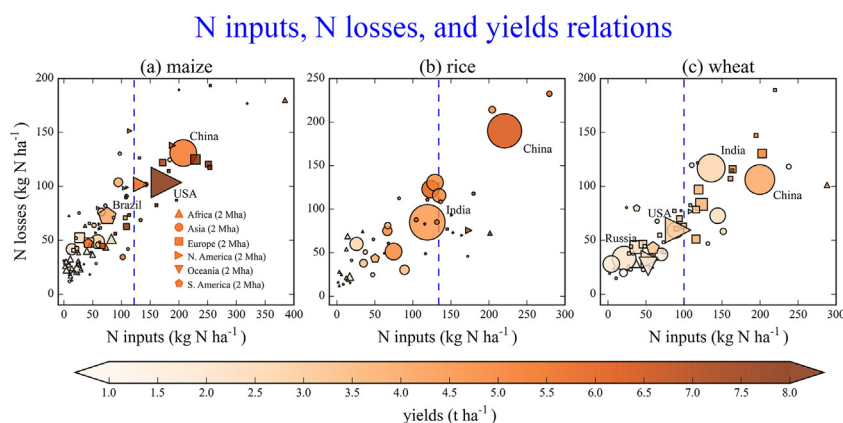 N inputs, N losses, and yields relations
(a) maize
(b) rice
(c) wheat
N losses (kg N ha⁻¹)
200
150
100
50
0
0 50 100 150 200 250 300 350 400
N inputs (kg N ha⁻¹)
China
USA
Brazil
Africa (2 Mha)
Asia (2 Mha)
Europe (2 Mha)
N. America (2 Mha)
Oceania (2 Mha)
S. America (2 Mha)
250
200
150
100
50
0
0 50 100 150 200 250 300
N inputs (kg N ha⁻¹)
China
India
200
150
100
50
0
0 50 100 150 200 250 300
N inputs (kg N ha⁻¹)
India
China
USA
Russia
1.0 1.5 2.0 2.5 3.0 3.5 4.0 4.5 5.0 5.5 6.0 6.5 7.0 8.0
yields (t ha⁻¹)